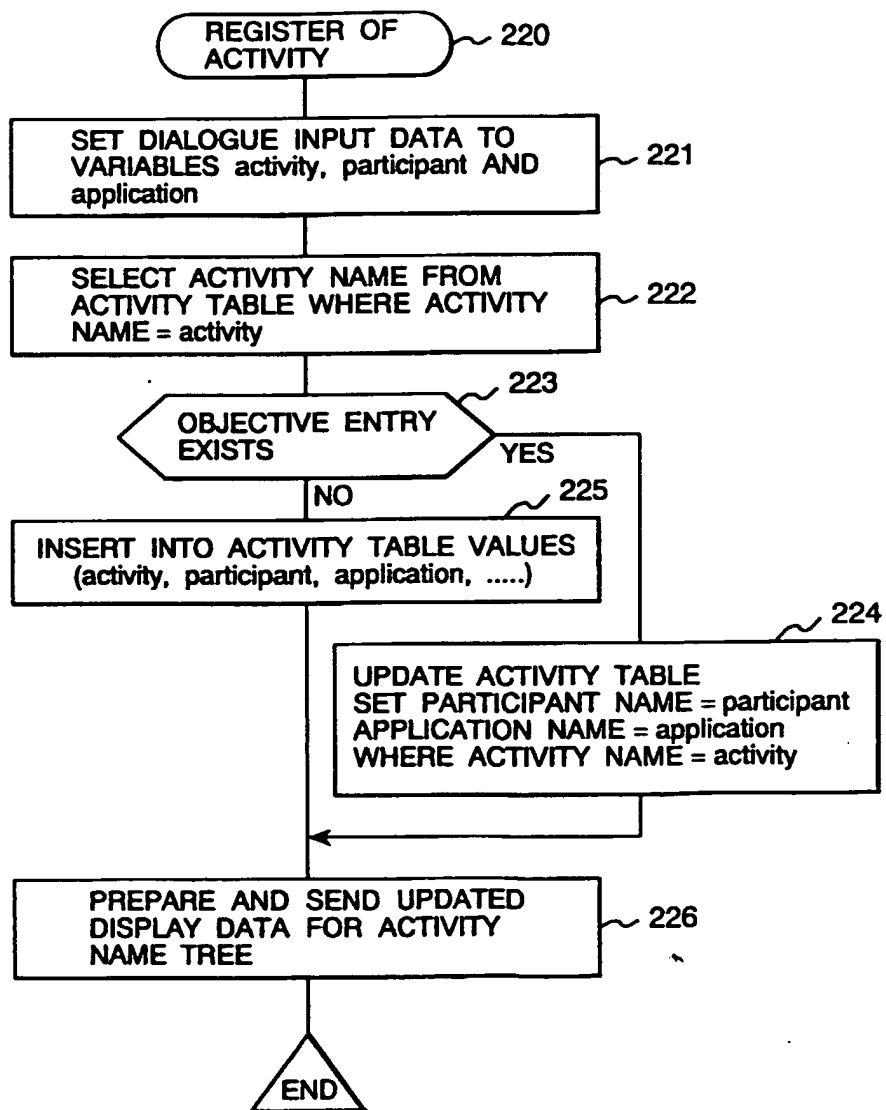 REGISTER OF
ACTIVITY
220
SET DIALOGUE INPUT DATA TO
VARIABLES activity, participant AND
application
221
SELECT ACTIVITY NAME FROM
ACTIVITY TABLE WHERE ACTIVITY
NAME = activity
222
223
OBJECTIVE ENTRY
EXISTS
YES
NO
225
INSERT INTO ACTIVITY TABLE VALUES
(activity, participant, application, .....)
224
UPDATE ACTIVITY TABLE
SET PARTICIPANT NAME = participant
APPLICATION NAME = application
WHERE ACTIVITY NAME = activity
PREPARE AND SEND UPDATED
DISPLAY DATA FOR ACTIVITY
NAME TREE
226
END